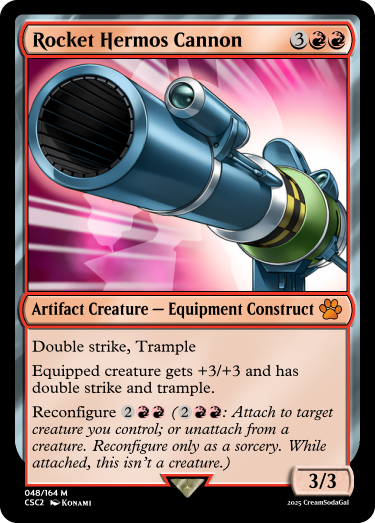 Rocket Hermos Cannon 3
Artifact Creature — Equipment Construct
Double strike, Trample
Equipped creature gets +3/+3 and has
double strike and trample.
Reconfigure 2 ( 2 : Attach to target
creature you control; or unattach from a
creature. Reconfigure only as a sorcery. While
attached, this isn't a creature.)
3/3
048/164 M
CSC2 Konami 2025 CreamSodaGal